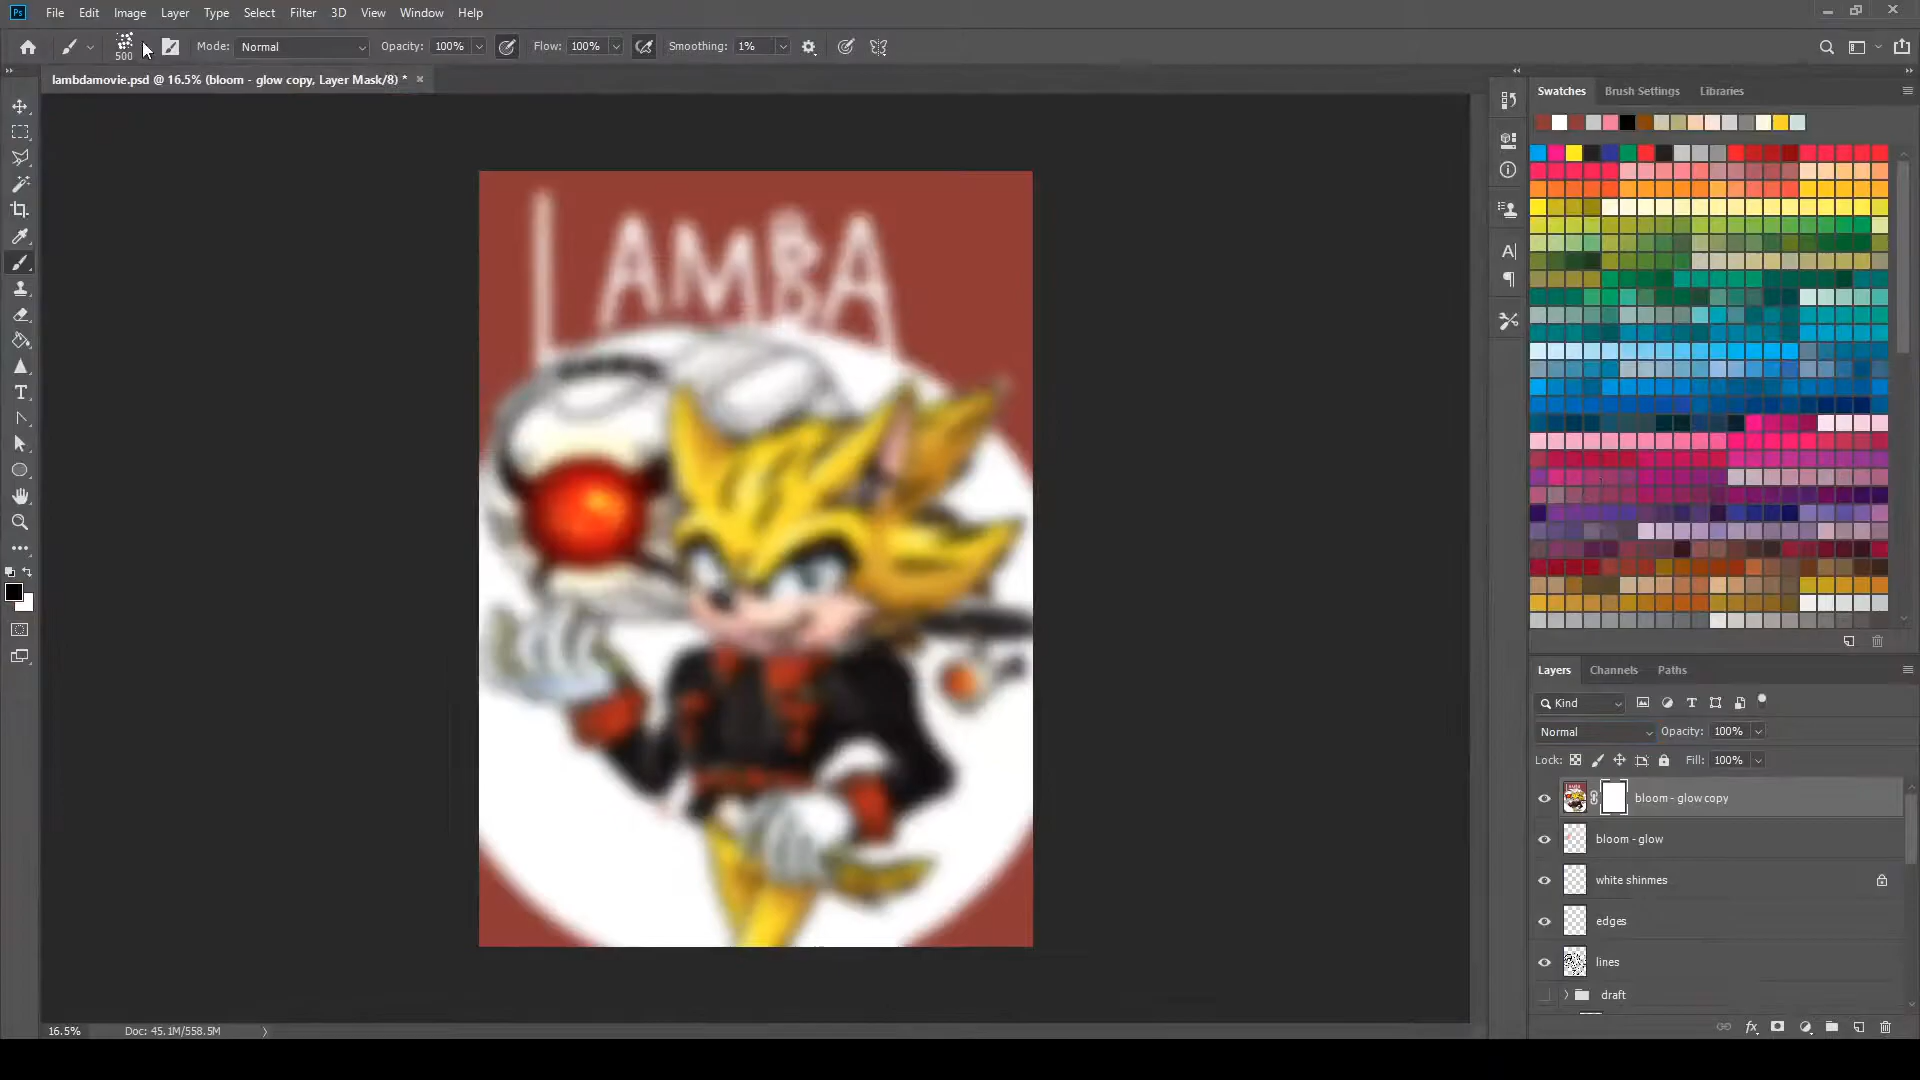 Ps File Edit Image Layer Type Select Filter 3D View Window Help
500 Mode: Normal Opacity: 100% Flow: 100% Smoothing: 1%
lambdamovie.psd @ 16.5% (bloom - glow copy, Layer Mask/8) *
Swatches Brush Settings Libraries
LAMBA
Layers Channels Paths
Kind
Normal Opacity: 100%
Lock: Fill: 100%
bloom - glow copy
bloom - glow
white shinmes
edges
lines
draft
16.5% Doc: 45.1M/558.5M